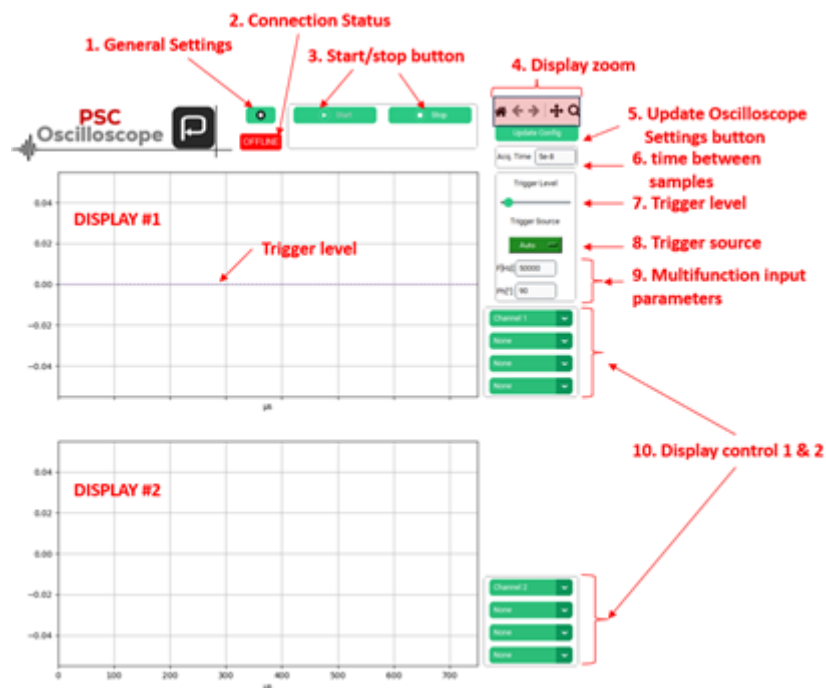 2. Connection Status
1. General Settings
3. Start/stop button
4. Display zoom
PSC
Oscilloscope
OFFLINE
Start
Stop
Update Config
5. Update Oscilloscope
Settings button
Acq. Time
5e-8
6. time between
samples
Trigger Level
7. Trigger level
Trigger Source
Auto
8. Trigger source
F[Hz]
50000
Ph[°]
90
9. Multifunction input
parameters
DISPLAY #1
Trigger level
0.04
0.02
0.00
−0.02
−0.04
μs
Channel 1
None
None
None
10. Display control 1 & 2
DISPLAY #2
0.04
0.02
0.00
−0.02
−0.04
0 100 200 300 400 500 600 700
μs
Channel 2
None
None
None